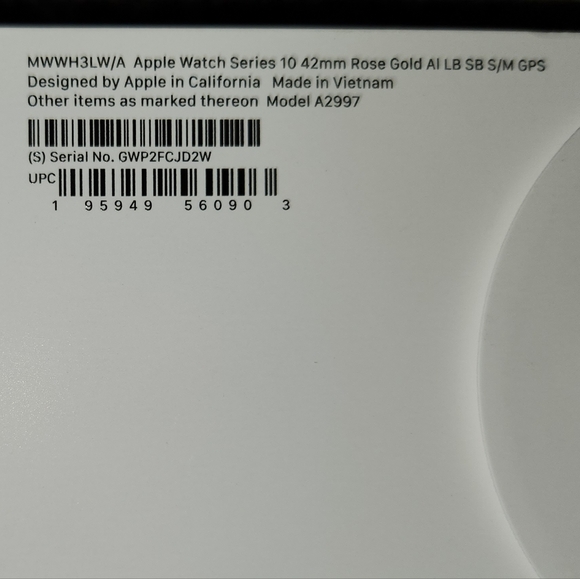 MWWH3LW/A Apple Watch Series 10 42mm Rose Gold Al LB SB S/M GPS
Designed by Apple in California Made in Vietnam
Other items as marked thereon Model A2997
(S) Serial No. GWP2FCJD2W
UPC
1 95949 56090 3